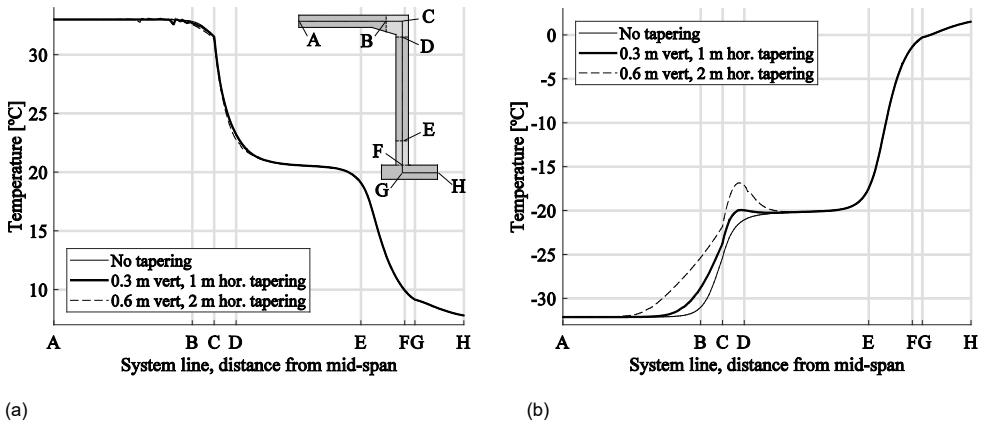 30
25
20
15
10
Temperature [°C]
A
B
C
D
E
F
G
H
No tapering
0.3 m vert, 1 m hor. tapering
0.6 m vert, 2 m hor. tapering
A B C D E F G H
System line, distance from mid-span
(a)
0
-5
-10
-15
-20
-25
-30
Temperature [°C]
No tapering
0.3 m vert, 1 m hor. tapering
0.6 m vert, 2 m hor. tapering
A B C D E F G H
System line, distance from mid-span
(b)